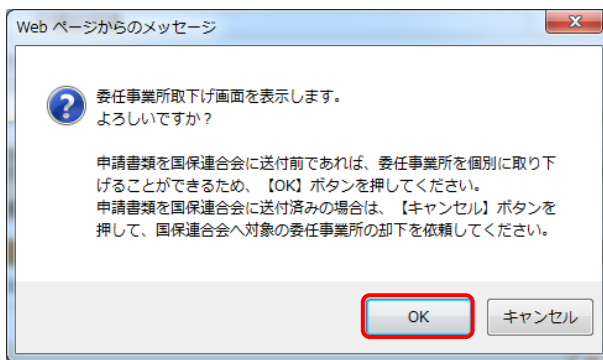 Web ページからのメッセージ
委任事業所取下げ画面を表示します。
よろしいですか？
申請書類を国保連合会に送付前であれば、委任事業所を個別に取り下
げることができるため、【OK】ボタンを押してください。
申請書類を国保連合会に送付済みの場合は、【キャンセル】ボタンを
押して、国保連合会へ対象の委任事業所の却下を依頼してください。
OK
キャンセル